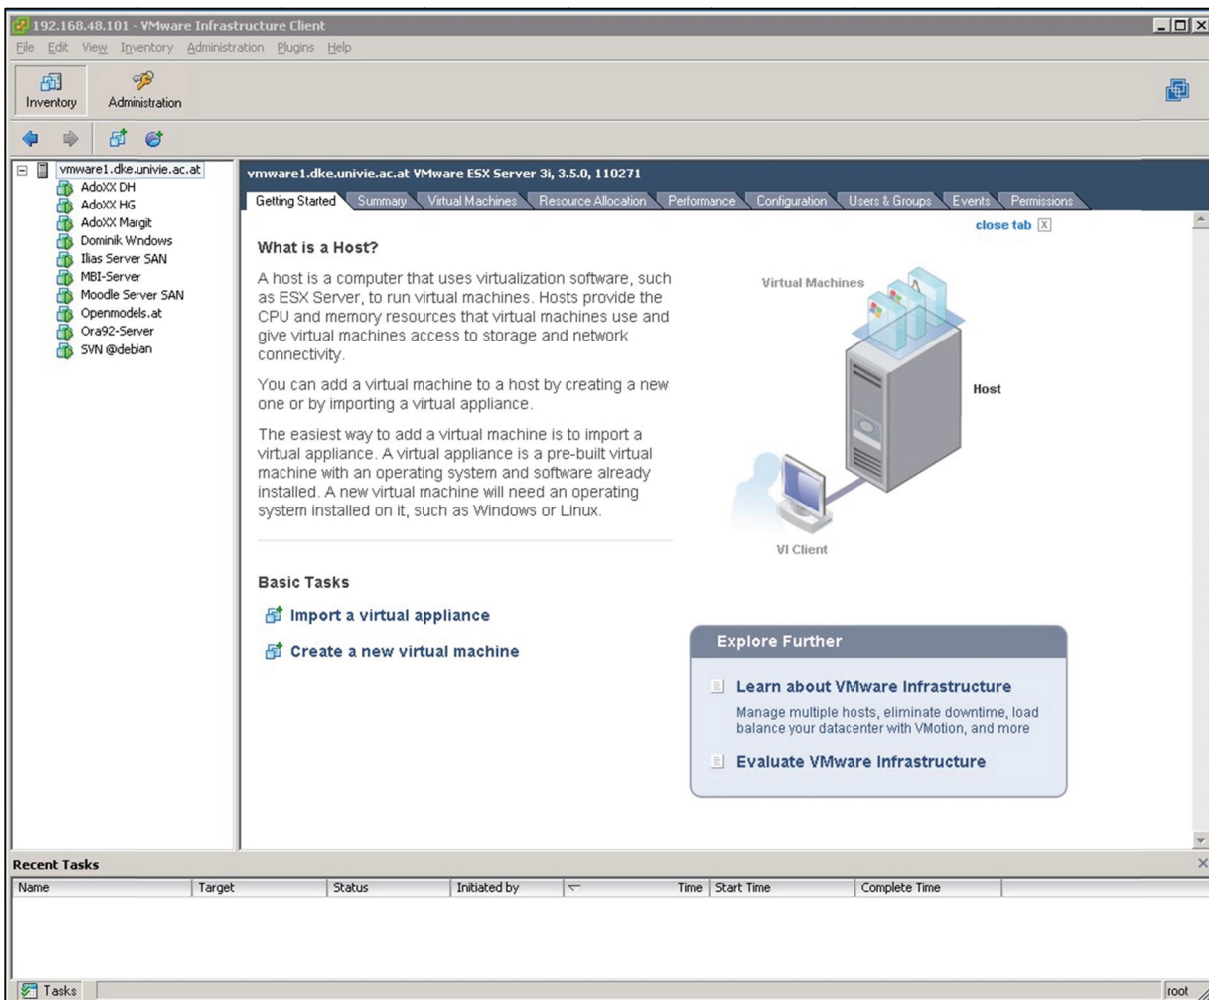 192.168.48.101 - VMware Infrastructure Client
File Edit View Inventory Administration Plugins Help
Inventory Administration
vmware1.dke.univie.ac.at
AdoXX DH
AdoXX HG
AdoXX Margit
Dominik Wndows
Ilias Server SAN
MBI-Server
Moodle Server SAN
Openmodels.at
Ora92-Server
SVN @debian
vmware1.dke.univie.ac.at VMware ESX Server 3i, 3.5.0, 110271
Getting Started Summary Virtual Machines Resource Allocation Performance Configuration Users & Groups Events Permissions
close tab X
What is a Host?
A host is a computer that uses virtualization software, such
as ESX Server, to run virtual machines. Hosts provide the
CPU and memory resources that virtual machines use and
give virtual machines access to storage and network
connectivity.
You can add a virtual machine to a host by creating a new
one or by importing a virtual appliance.
The easiest way to add a virtual machine is to import a
virtual appliance. A virtual appliance is a pre-built virtual
machine with an operating system and software already
installed. A new virtual machine will need an operating
system installed on it, such as Windows or Linux.
Virtual Machines
Host
VI Client
Basic Tasks
Import a virtual appliance
Create a new virtual machine
Explore Further
Learn about VMware Infrastructure
Manage multiple hosts, eliminate downtime, load
balance your datacenter with VMotion, and more
Evaluate VMware Infrastructure
Recent Tasks
Name Target Status Initiated by Time Start Time Complete Time
Tasks root